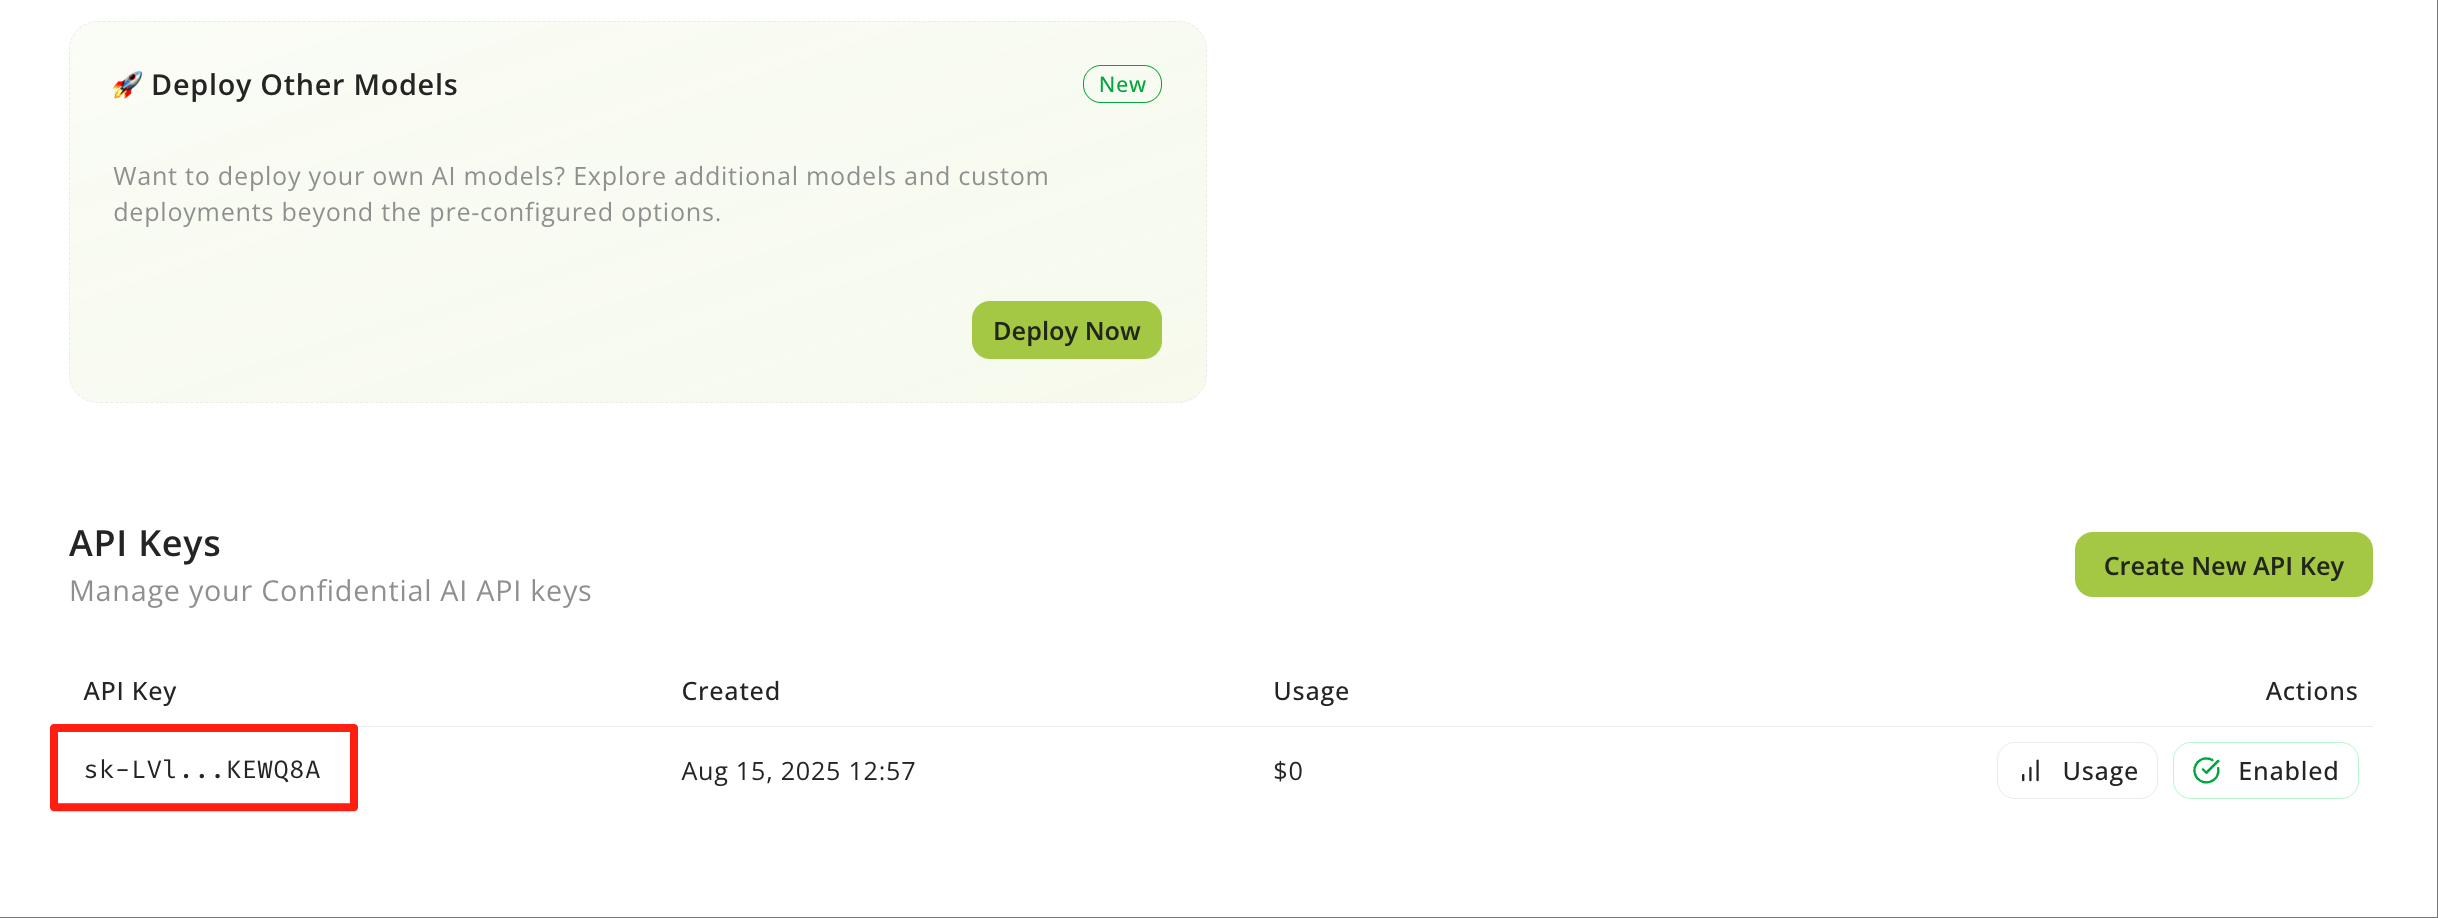 🚀 Deploy Other Models
New
Want to deploy your own AI models? Explore additional models and custom
deployments beyond the pre-configured options.
Deploy Now
API Keys
Manage your Confidential AI API keys
Create New API Key
API Key Created Usage Actions
sk-LVl...KEWQ8A Aug 15, 2025 12:57 $0 Usage Enabled